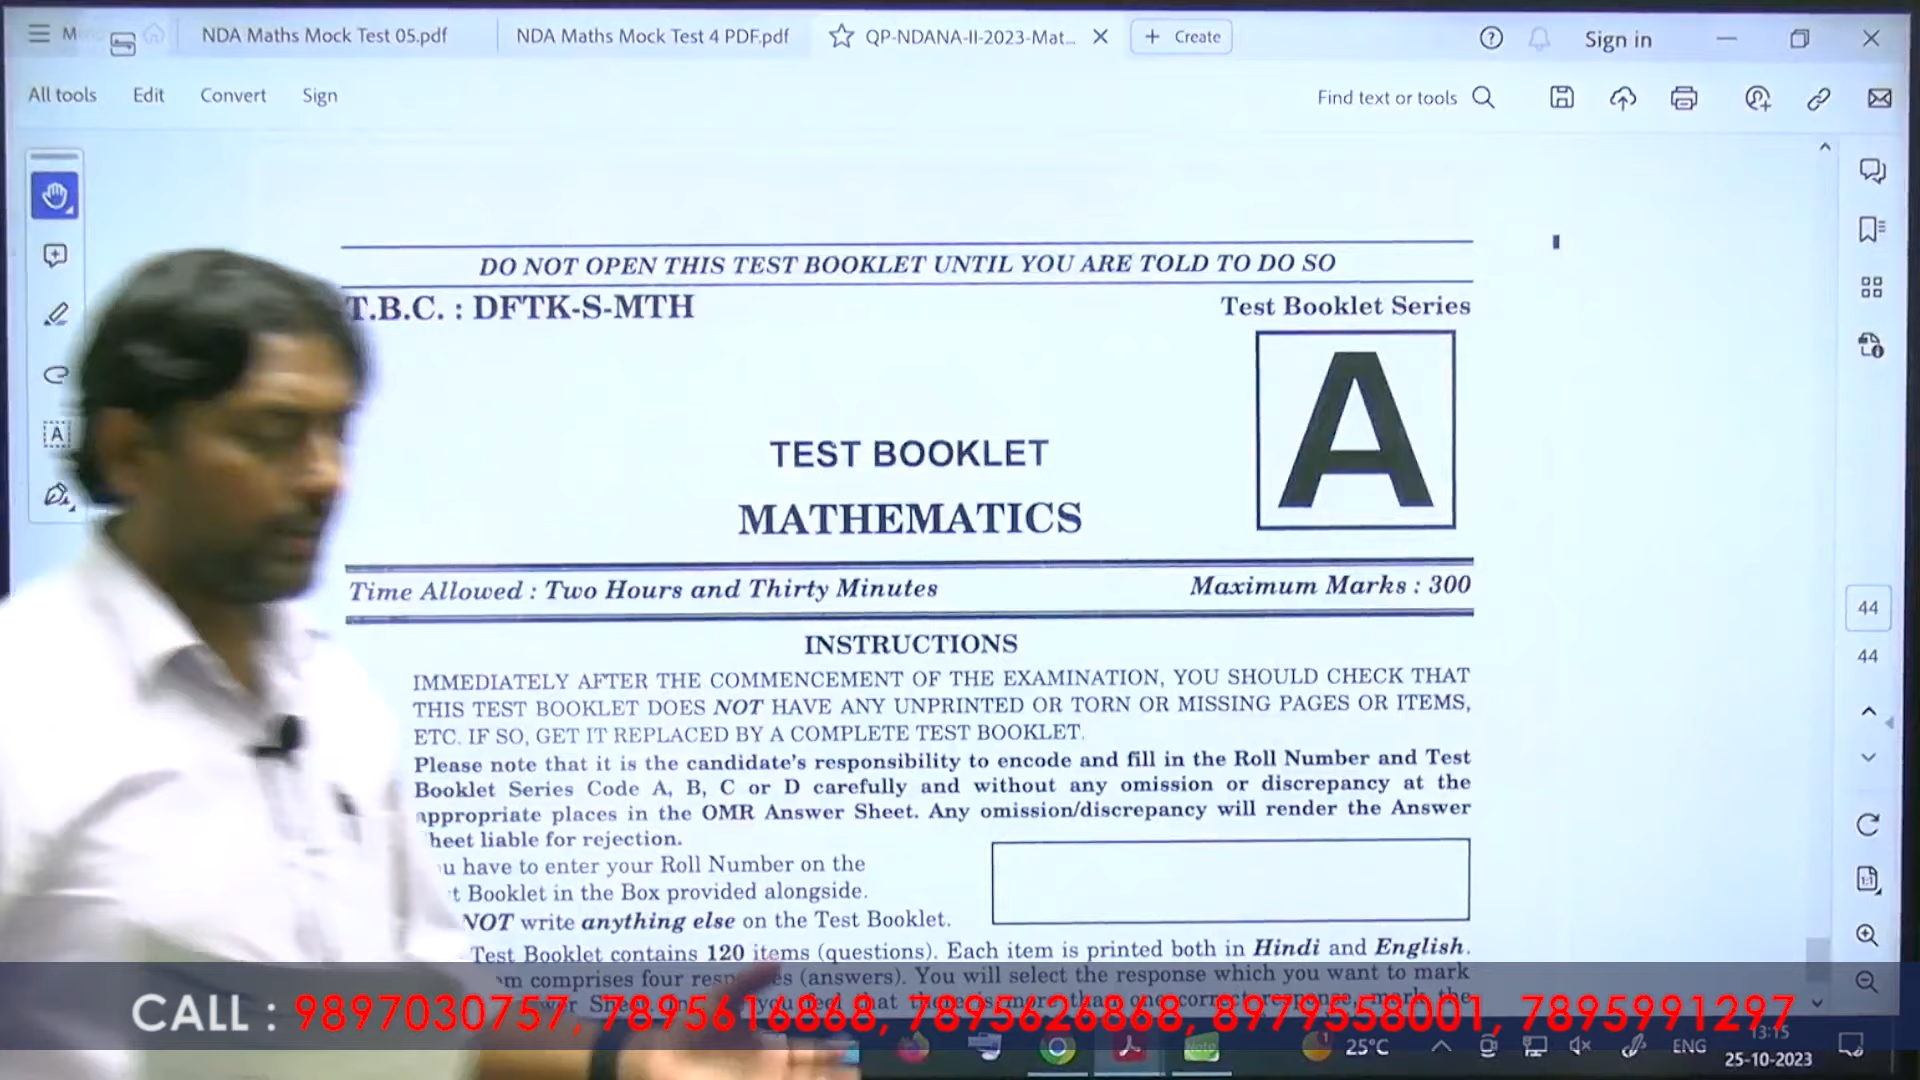 NDA Maths Mock Test 05.pdf
NDA Maths Mock Test 4 PDF.pdf
QP-NDANA-II-2023-Mat...
Create
Sign in
All tools
Edit
Convert
Sign
Find text or tools
DO NOT OPEN THIS TEST BOOKLET UNTIL YOU ARE TOLD TO DO SO
T.B.C. : DFTK-S-MTH
Test Booklet Series
A
TEST BOOKLET
MATHEMATICS
Time Allowed : Two Hours and Thirty Minutes
Maximum Marks : 300
INSTRUCTIONS
IMMEDIATELY AFTER THE COMMENCEMENT OF THE EXAMINATION, YOU SHOULD CHECK THAT
THIS TEST BOOKLET DOES NOT HAVE ANY UNPRINTED OR TORN OR MISSING PAGES OR ITEMS,
ETC. IF SO, GET IT REPLACED BY A COMPLETE TEST BOOKLET.
Please note that it is the candidate's responsibility to encode and fill in the Roll Number and Test
Booklet Series Code A, B, C or D carefully and without any omission or discrepancy at the
appropriate places in the OMR Answer Sheet. Any omission/discrepancy will render the Answer
heet liable for rejection.
u have to enter your Roll Number on the
t Booklet in the Box provided alongside.
NOT write anything else on the Test Booklet.
Test Booklet contains 120 items (questions). Each item is printed both in Hindi and English.
m comprises four (answers). You will select the response which you want to mark
44
44
CALL : 9897030757, 7895616868, 7895626868, 8979558001, 7895991297
25°C
ENG
13:15
25-10-2023